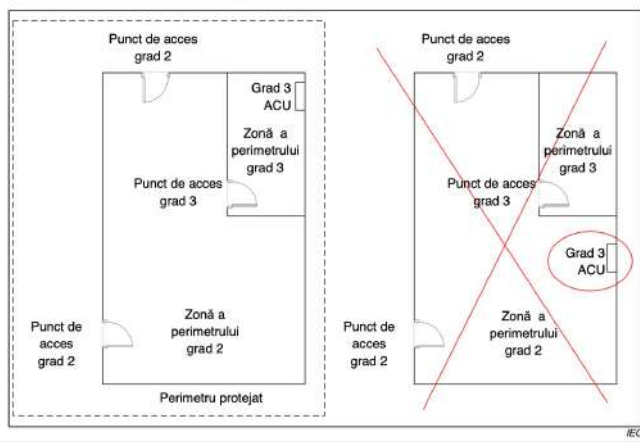 Punct de acces
grad 2
Grad 3
ACU
Zonă a
perimetrului
grad 3
Punct de acces
grad 3
Zonă a
perimetrului
grad 2
Punct de
acces
grad 2
Perimetru protejat
Punct de acces
grad 2
Zonă a
perimetrului
grad 3
Punct de acces
grad 3
Grad 3
ACU
Zonă a
perimetrului
grad 2
Punct de
acces
grad 2
IEC